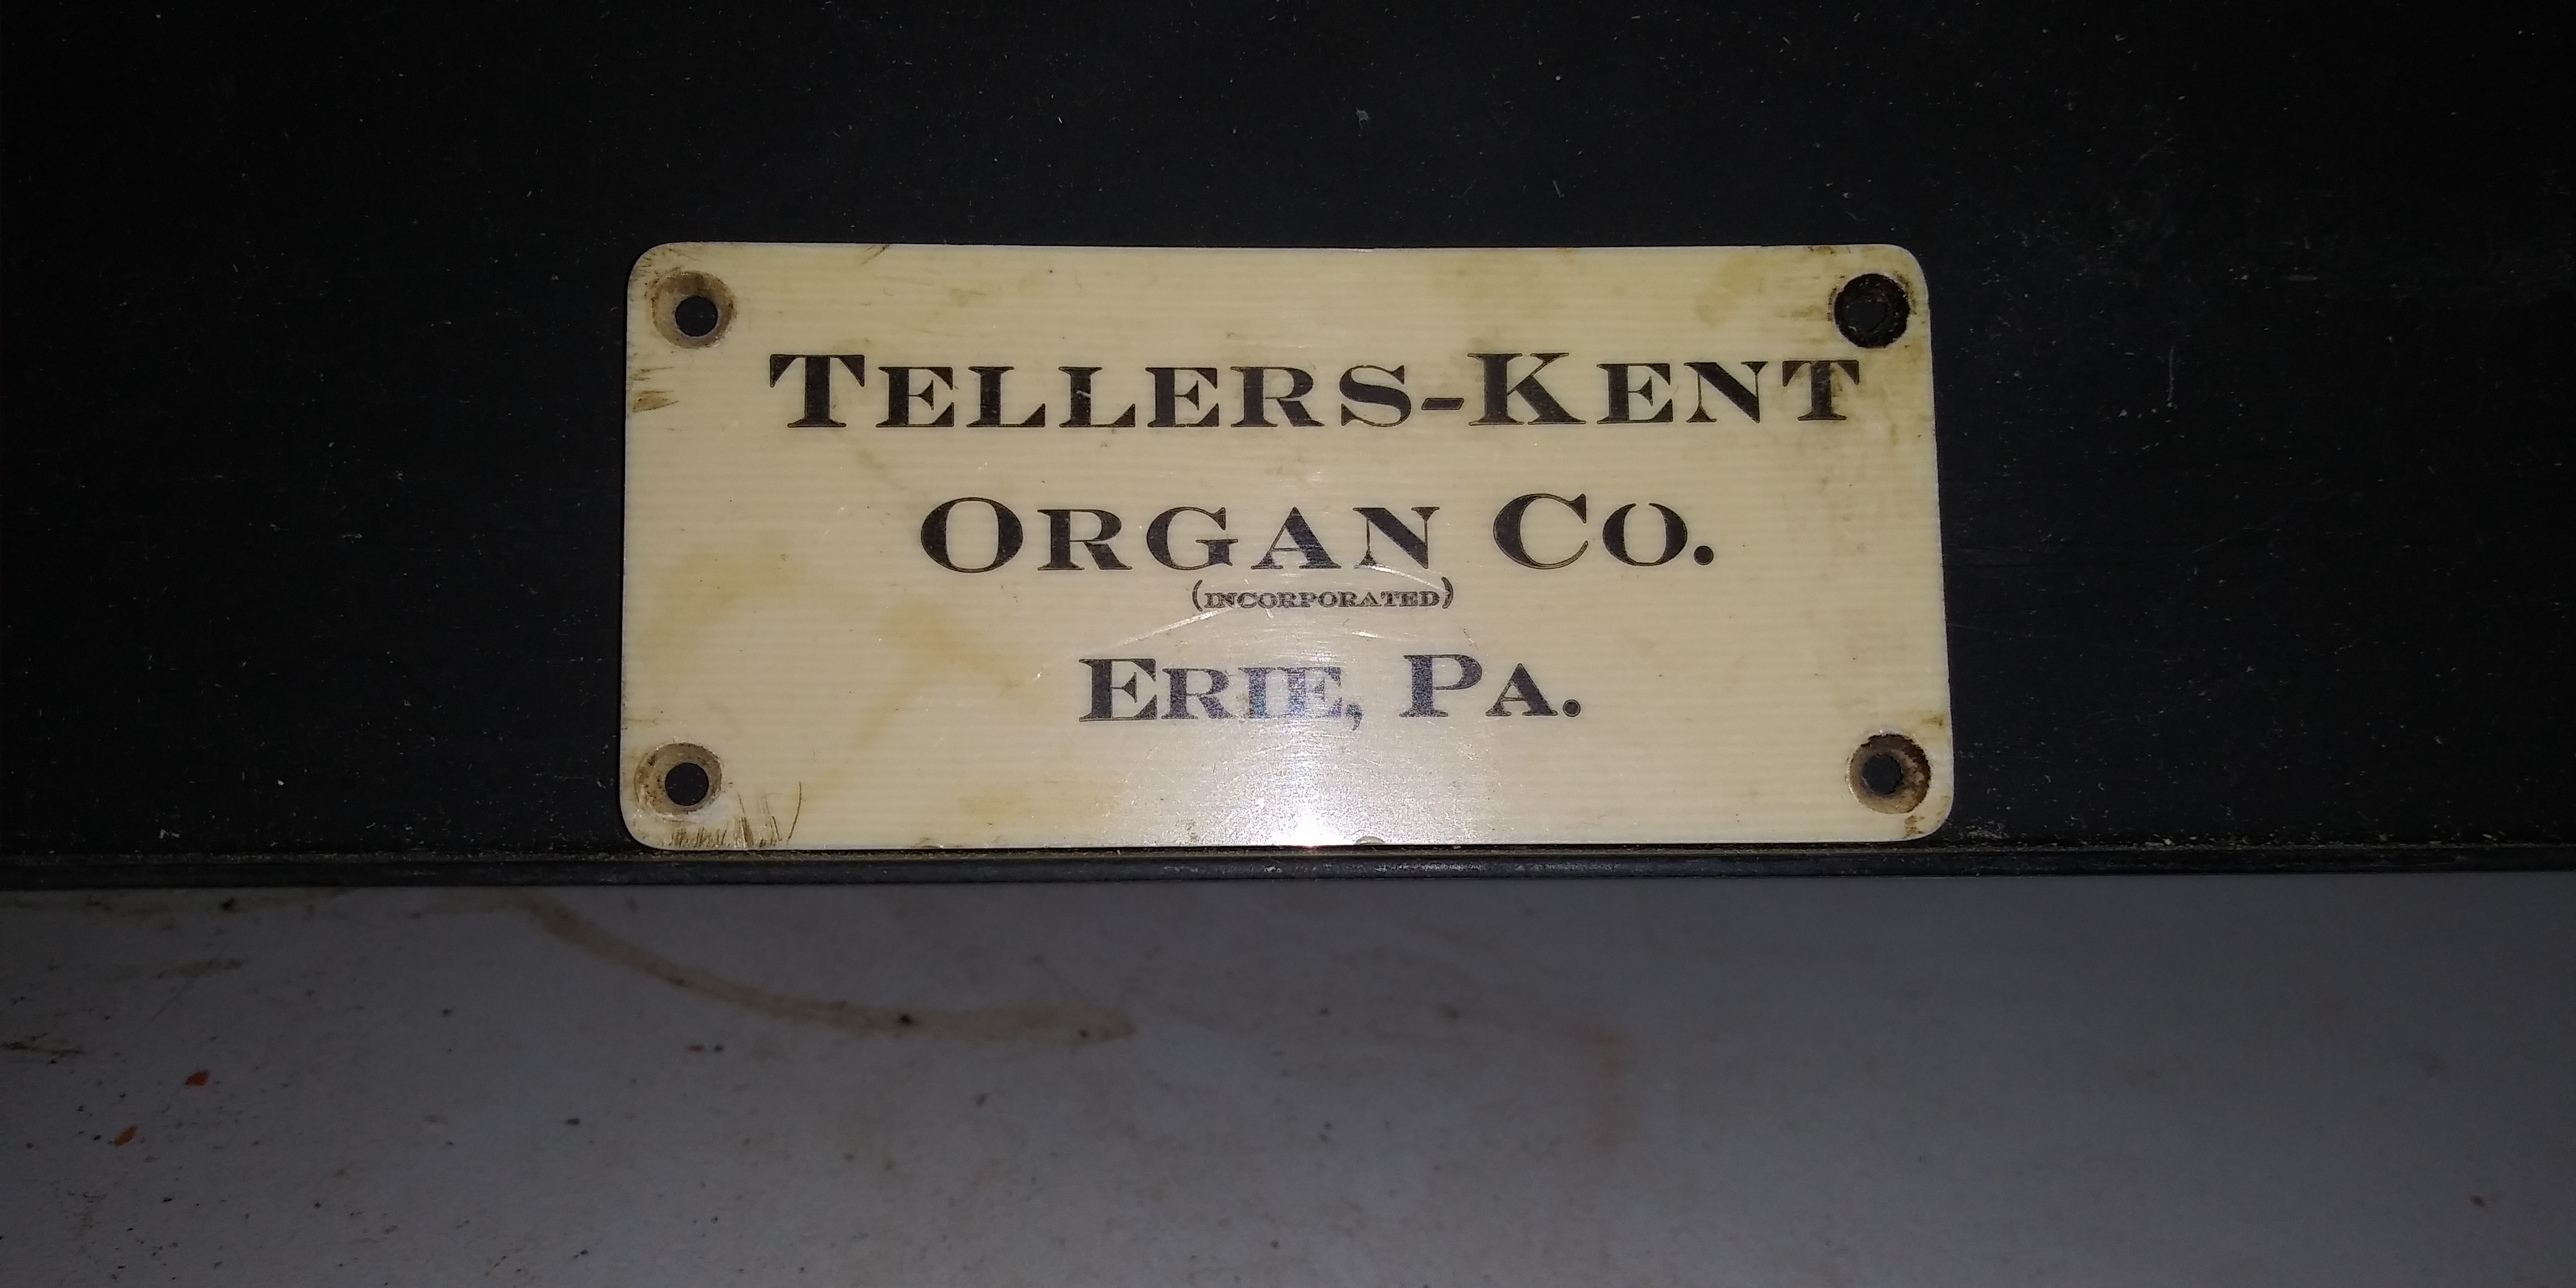 TELLERS-KENT
ORGAN CO.
(INCORPORATED)
ERIE, PA.